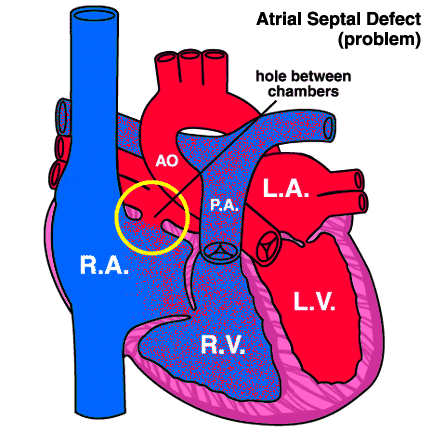 Atrial Septal Defect
(problem)
hole between
chambers
AO
L.A.
P.A.
R.A.
L.V.
R.V.